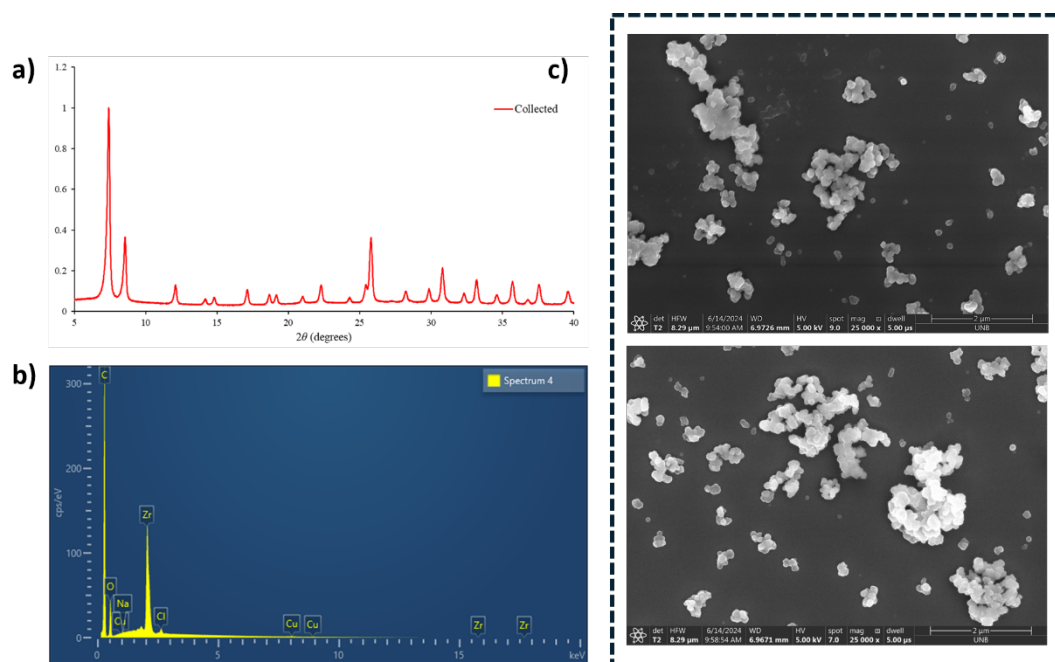 a)
1.2
1
0.8
0.6
0.4
0.2
0
5
10
15
20
25
30
35
40
2θ (degrees)
Collected
b)
300
200
100
0
cps/eV
C
O
Cu
Na
Zr
Cl
Cu
Cu
Zr
Zr
0
5
10
15
keV
Spectrum 4
c)
det HFW 6/14/2024 WD HV spot mag dwell 2 µm
T2 8.29 µm 9:54:00 AM 6.9726 mm 5.00 kV 9.0 25 000 x 5.00 µs UNB
det HFW 6/14/2024 WD HV spot mag dwell 2 µm
T2 8.29 µm 9:58:54 AM 6.9671 mm 5.00 kV 7.0 25 000 x 5.00 µs UNB